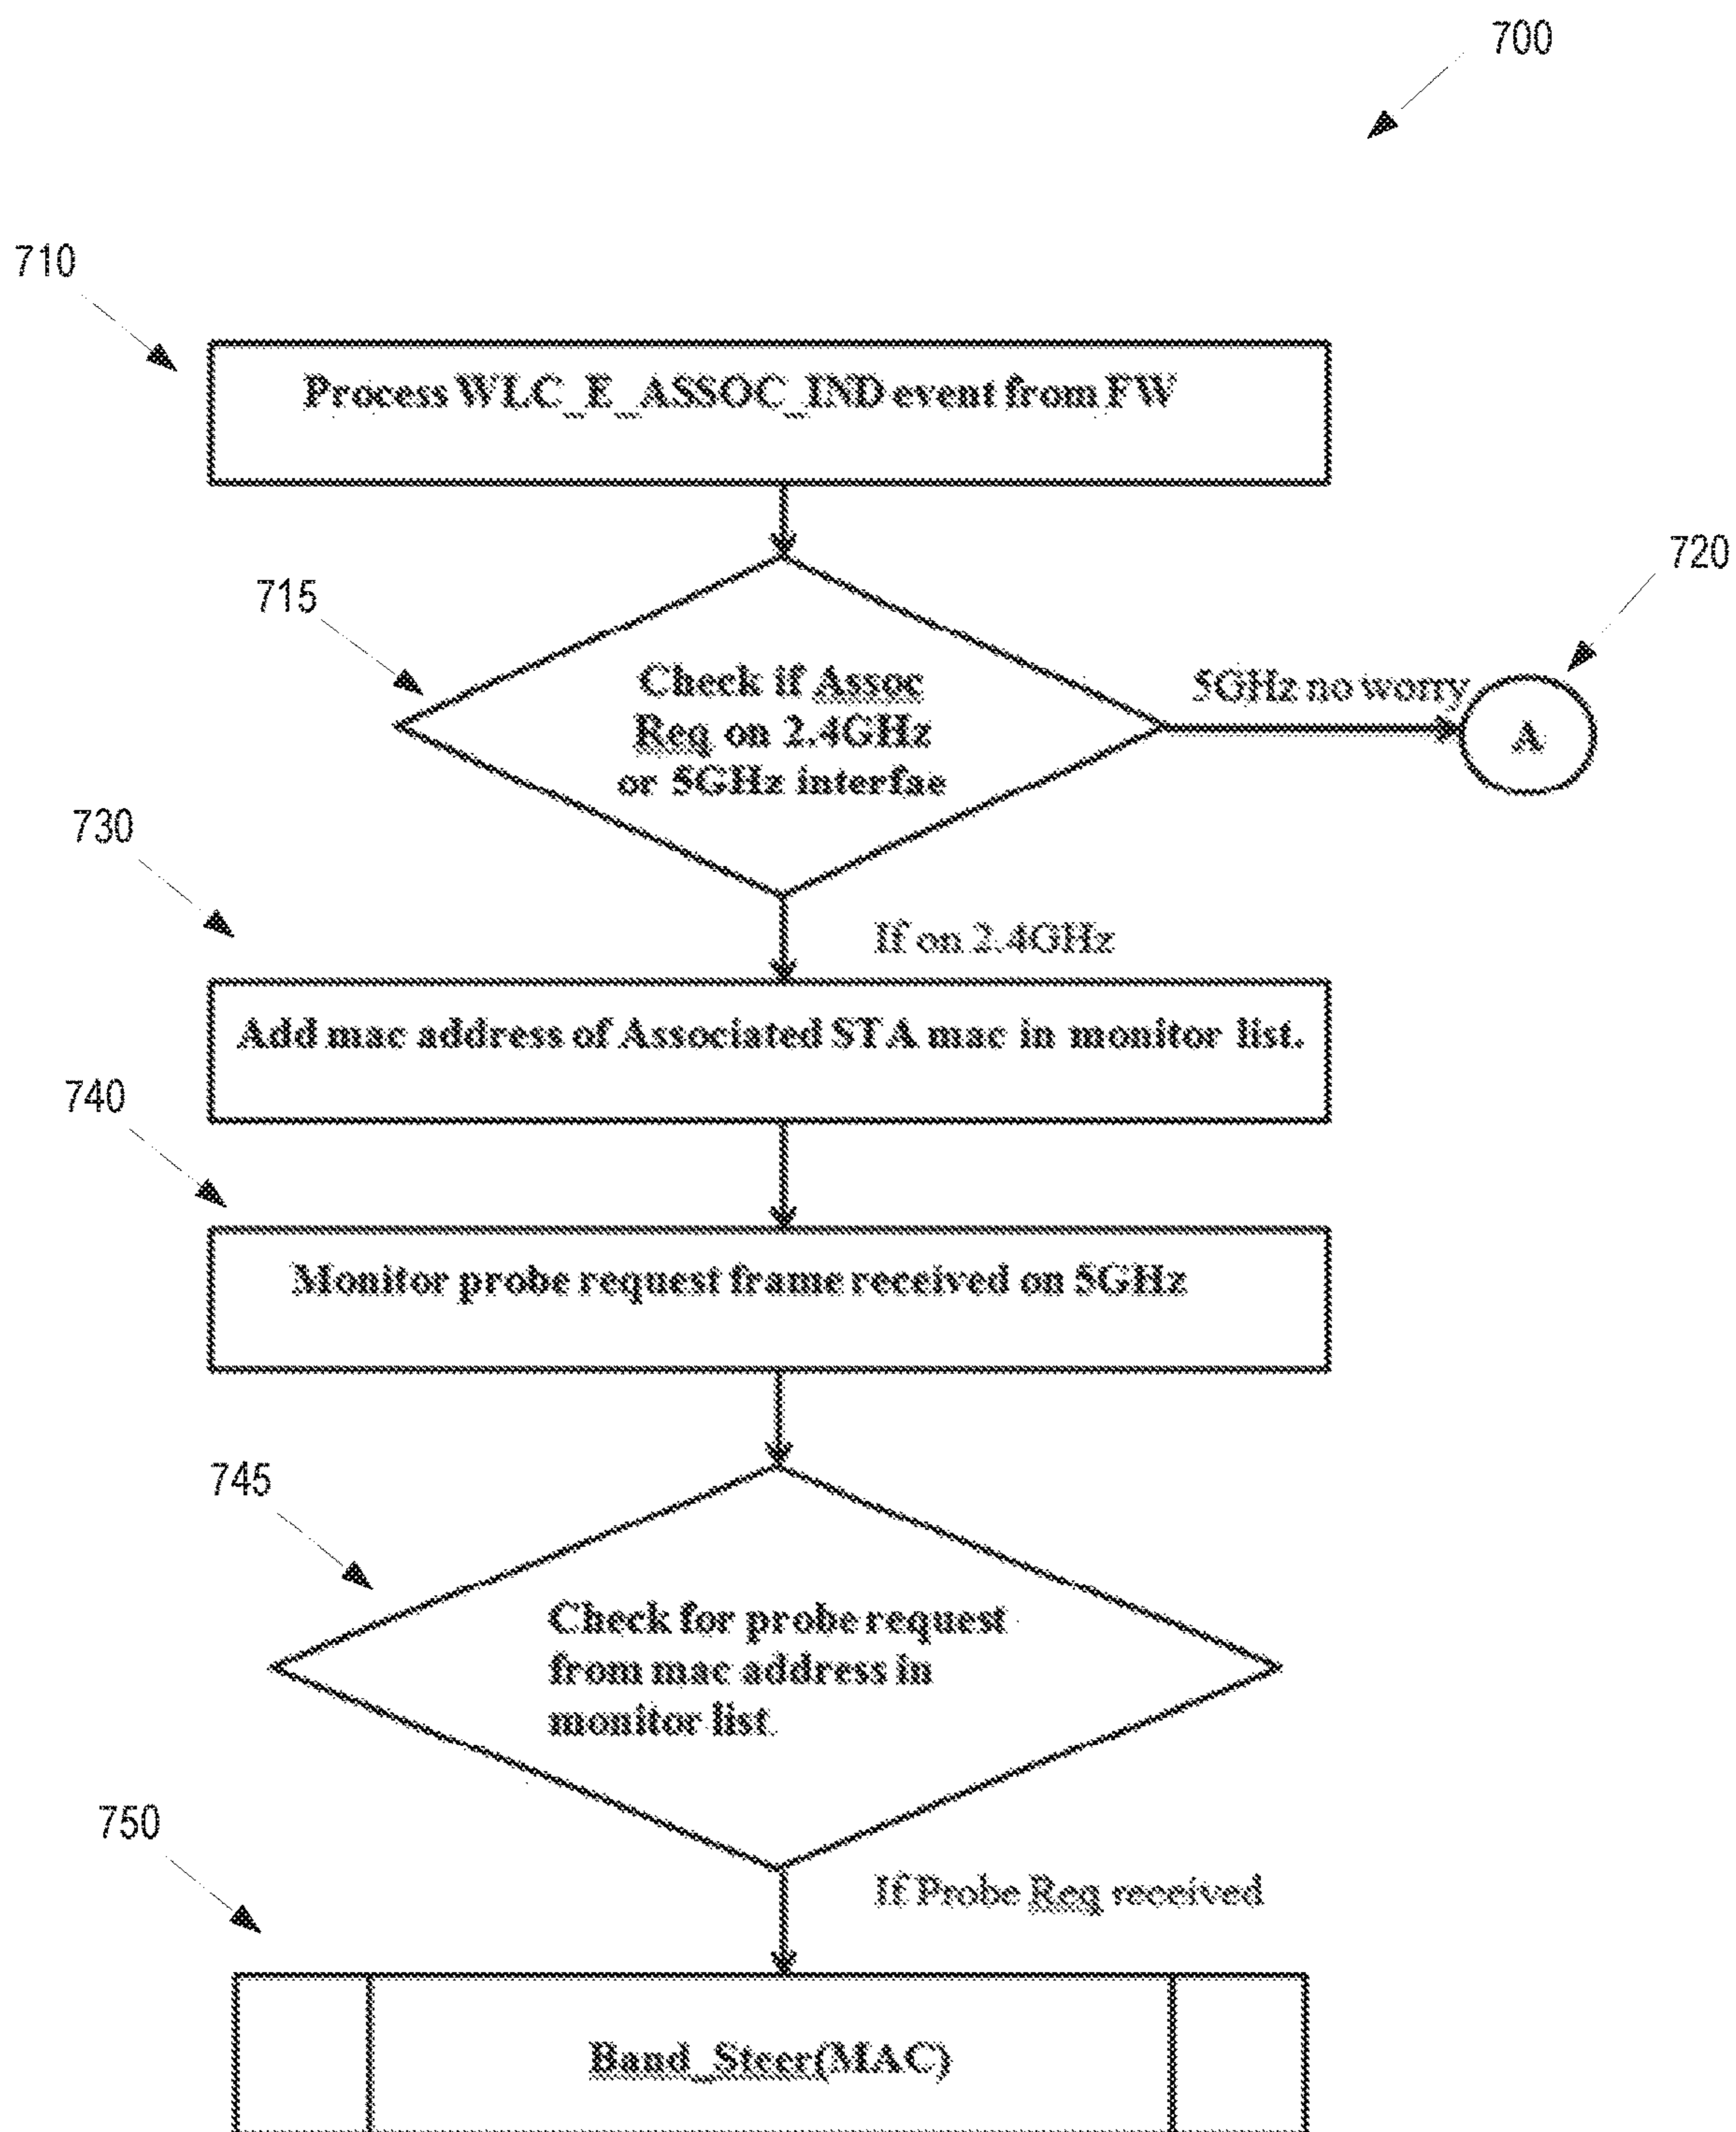 700
710
Process WLC_E_ASSOC_IND event from FW
715
720
Check if Assoc
Req on 2.4GHz
or 5GHz interfae
5GHz no worry
A
730
If on 2.4GHz
Add mac address of Associated STA mac in monitor list.
740
Monitor probe request frame received on 5GHz
745
Check for probe request
from mac address in
monitor list.
750
If Probe Req received
Band_Steer(MAC)